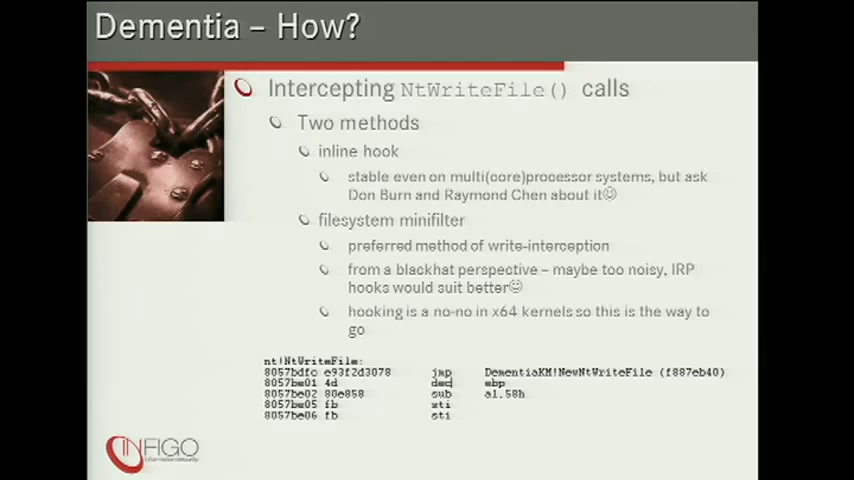 Dementia – How?
Intercepting NtWriteFile() calls
Two methods
inline hook
stable even on multi(core)processor systems, but ask
Don Burn and Raymond Chen about it☺
filesystem minifilter
preferred method of write-interception
from a blackhat perspective – maybe too noisy, IRP
hooks would suit better☺
hooking is a no-no in x64 kernels so this is the way to
go
nt!NtWriteFile:
8057bdfc e93f2d3078 jmp DementiaKM!NewNtWriteFile (f887eb40)
8057be01 4d dec ebp
8057be02 80e858 sub al,58h
8057be05 fb sti
8057be06 fb sti
INFIGO